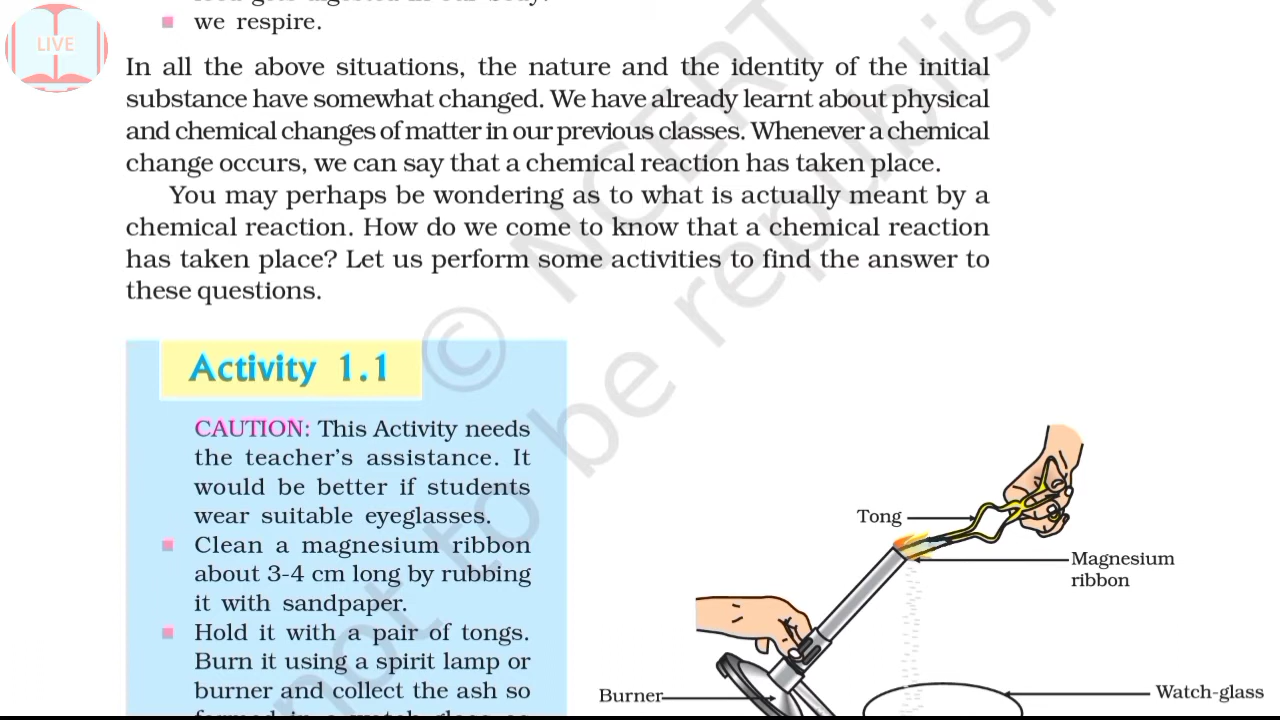 LIVE
we respire.
In all the above situations, the nature and the identity of the initial
substance have somewhat changed. We have already learnt about physical
and chemical changes of matter in our previous classes. Whenever a chemical
change occurs, we can say that a chemical reaction has taken place.
You may perhaps be wondering as to what is actually meant by a
chemical reaction. How do we come to know that a chemical reaction
has taken place? Let us perform some activities to find the answer to
these questions.
Activity 1.1
CAUTION: This Activity needs
the teacher's assistance. It
would be better if students
wear suitable eyeglasses.
Clean a magnesium ribbon
about 3-4 cm long by rubbing
it with sandpaper.
Hold it with a pair of tongs.
Burn it using a spirit lamp or
burner and collect the ash so
Tong
Magnesium
ribbon
Burner
Watch-glass
© NCERT
not to be republish